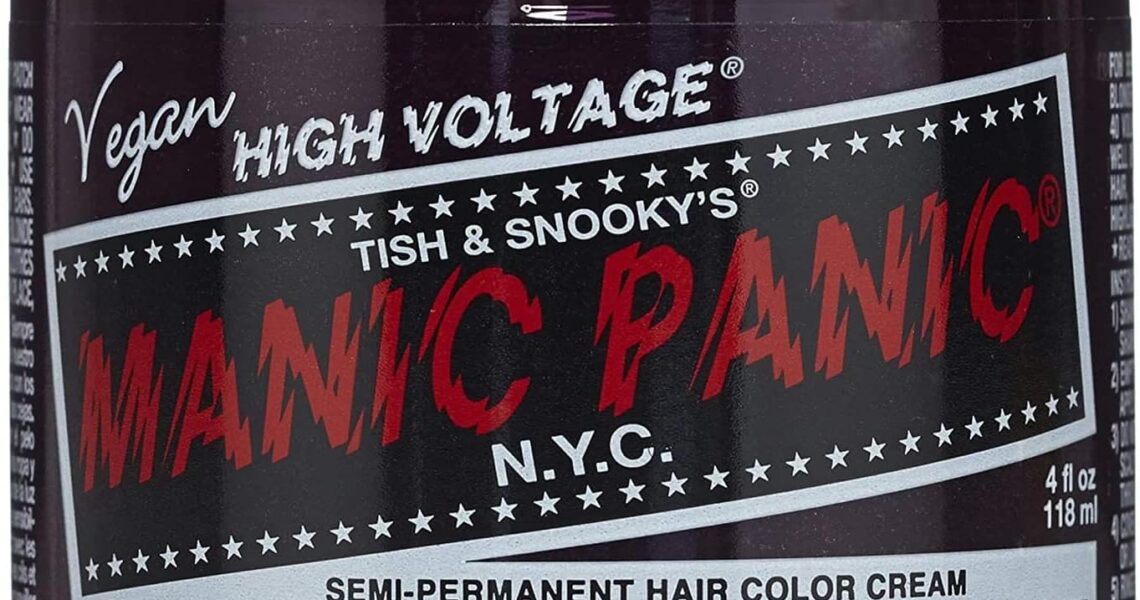 Vegan
HIGH VOLTAGE®
TISH & SNOOKY'S®
MANIC PANIC®
N.Y.C.
4 fl oz
118 ml
SEMI-PERMANENT HAIR COLOR CREAM